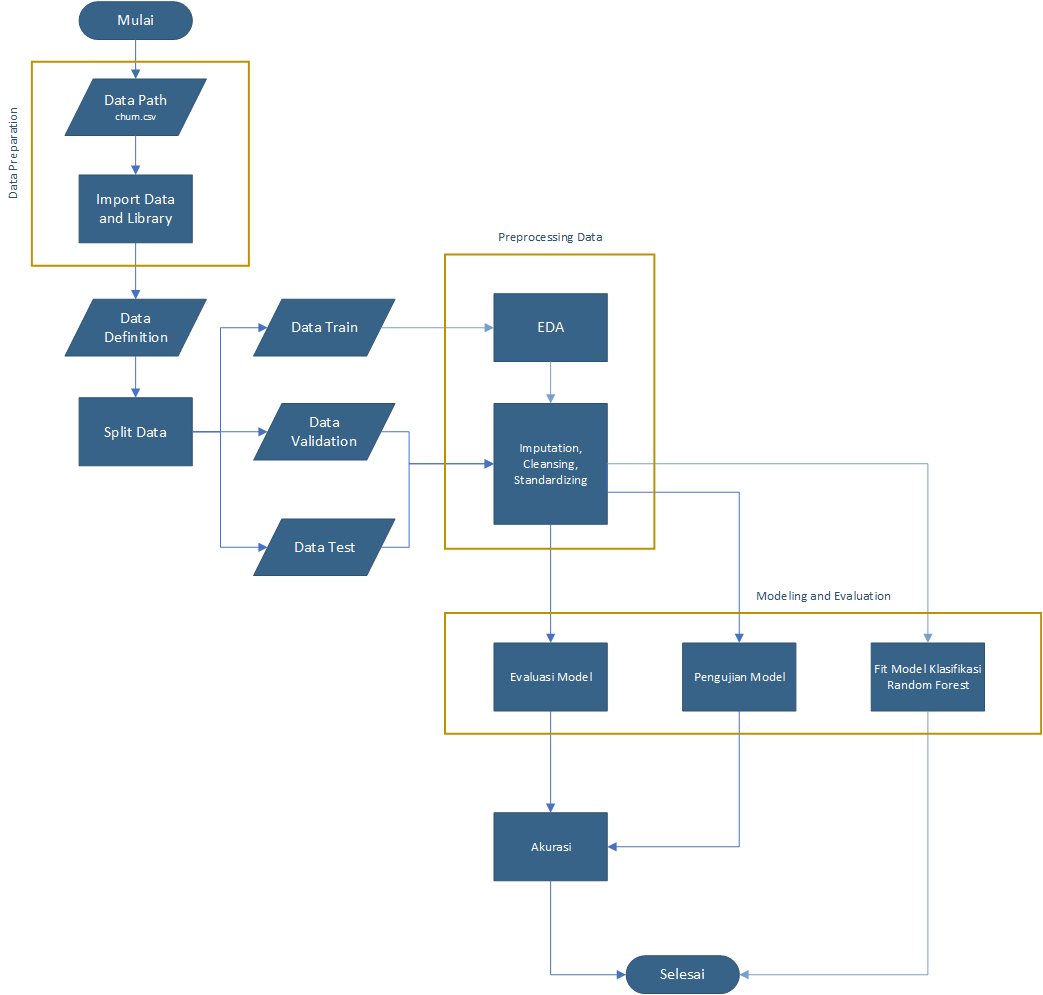 Mulai
Data Preparation
Data Path
churn.csv
Import Data
and Library
Data
Definition
Split Data
Data Train
Data
Validation
Data Test
Preprocessing Data
EDA
Imputation,
Cleansing,
Standardizing
Modeling and Evaluation
Evaluasi Model
Pengujian Model
Fit Model Klasifikasi
Random Forest
Akurasi
Selesai